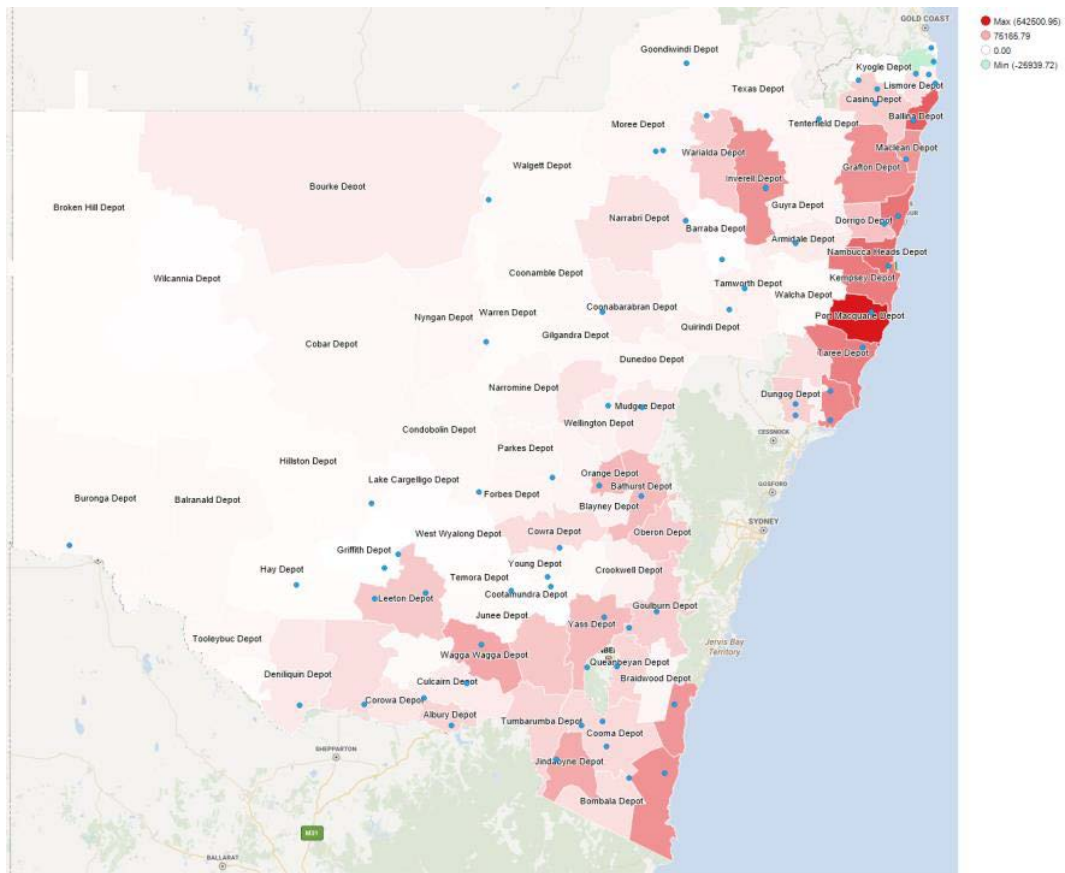 GOLD COAST
Max (642500.95)
75165.79
0.00
Min (-25939.72)
Goondiwindi Depot
Kyogle Depot
Texas Depot
Lismore Depot
Casino Depot
Ballina Depot
Moree Depot
Tenterfield Depot
Maclean Depot
Warialda Depot
Walgett Depot
Grafton Depot
Inverell Depot
Bourke Depot
Broken Hill Depot
Guyra Depot
Narrabri Depot
Dorrigo Depot
Barraba Depot
Armidale Depot
Nambucca Heads Depot
Coonamble Depot
Wilcannia Depot
Kempsey Depot
Tamworth Depot
Walcha Depot
Coonabarabran Depot
Warren Depot
Nyngan Depot
Port Macquarie Depot
Quirindi Depot
Gilgandra Depot
Cobar Depot
Taree Depot
Dunedoo Depot
Narromine Depot
Dungog Depot
Mudgee Depot
Wellington Depot
Condobolin Depot
CESSNOCK
Parkes Depot
Hillston Depot
Orange Depot
Lake Cargelligo Depot
Bathurst Depot
GOSFORD
Buronga Depot
Balranald Depot
Forbes Depot
Blayney Depot
SYDNEY
West Wyalong Depot
Cowra Depot
Oberon Depot
Griffith Depot
Young Depot
Hay Depot
Crookwell Depot
Temora Depot
Cootamundra Depot
Leeton Depot
Goulburn Depot
Junee Depot
Yass Depot
Tooleybuc Depot
Jervis Bay
Territory
Wagga Wagga Depot
Queanbeyan Depot
Deniliquin Depot
Culcairn Depot
Braidwood Depot
Corowa Depot
Albury Depot
Tumbarumba Depot
Cooma Depot
SHEPPARTON
Jindabyne Depot
Bombala Depot
M31
BALLARAT